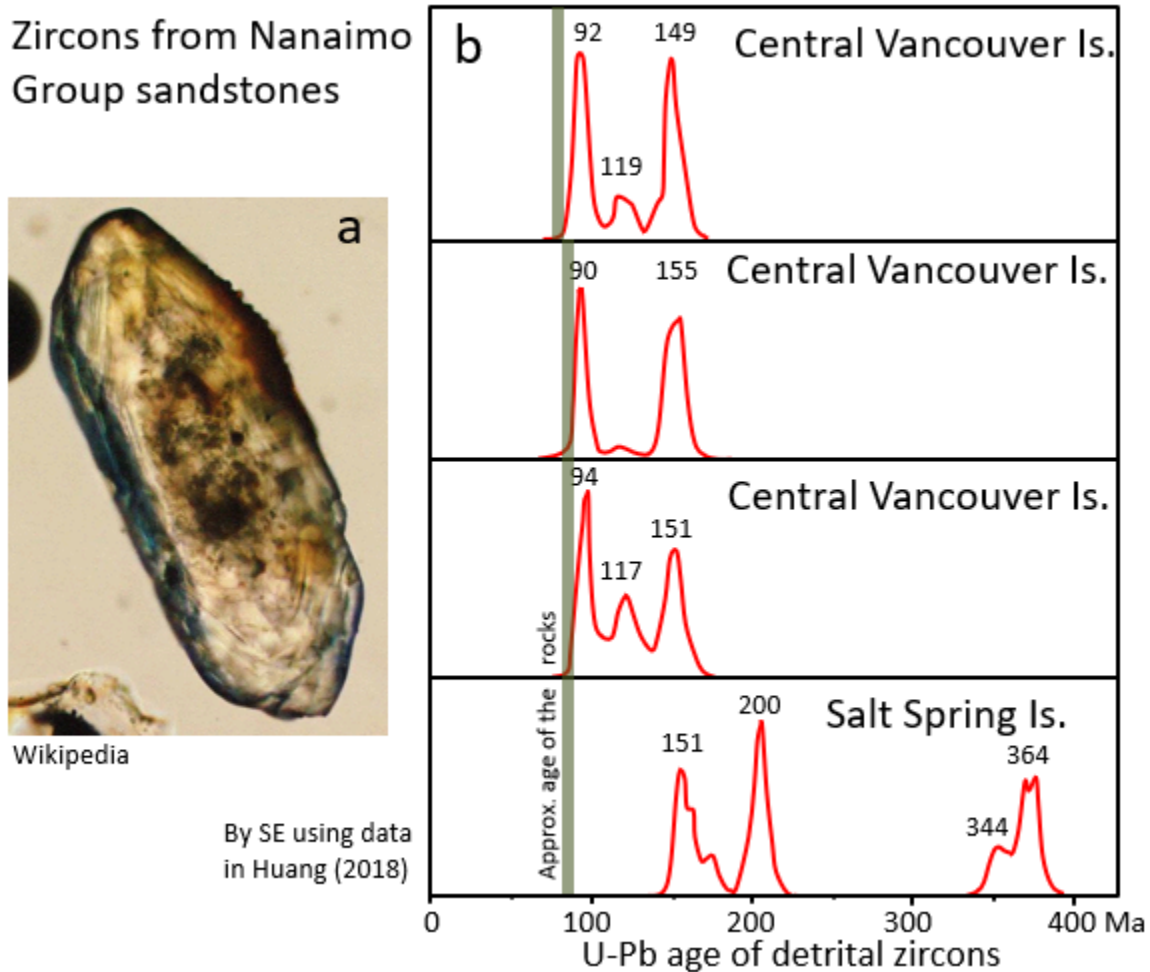 Zircons from Nanaimo
Group sandstones
a
Wikipedia
By SE using data
in Huang (2018)
b
92
149
Central Vancouver Is.
119
90
155
Central Vancouver Is.
94
Central Vancouver Is.
151
117
Approx. age of the rocks
200
Salt Spring Is.
151
364
344
0
100
200
300
400 Ma
U-Pb age of detrital zircons